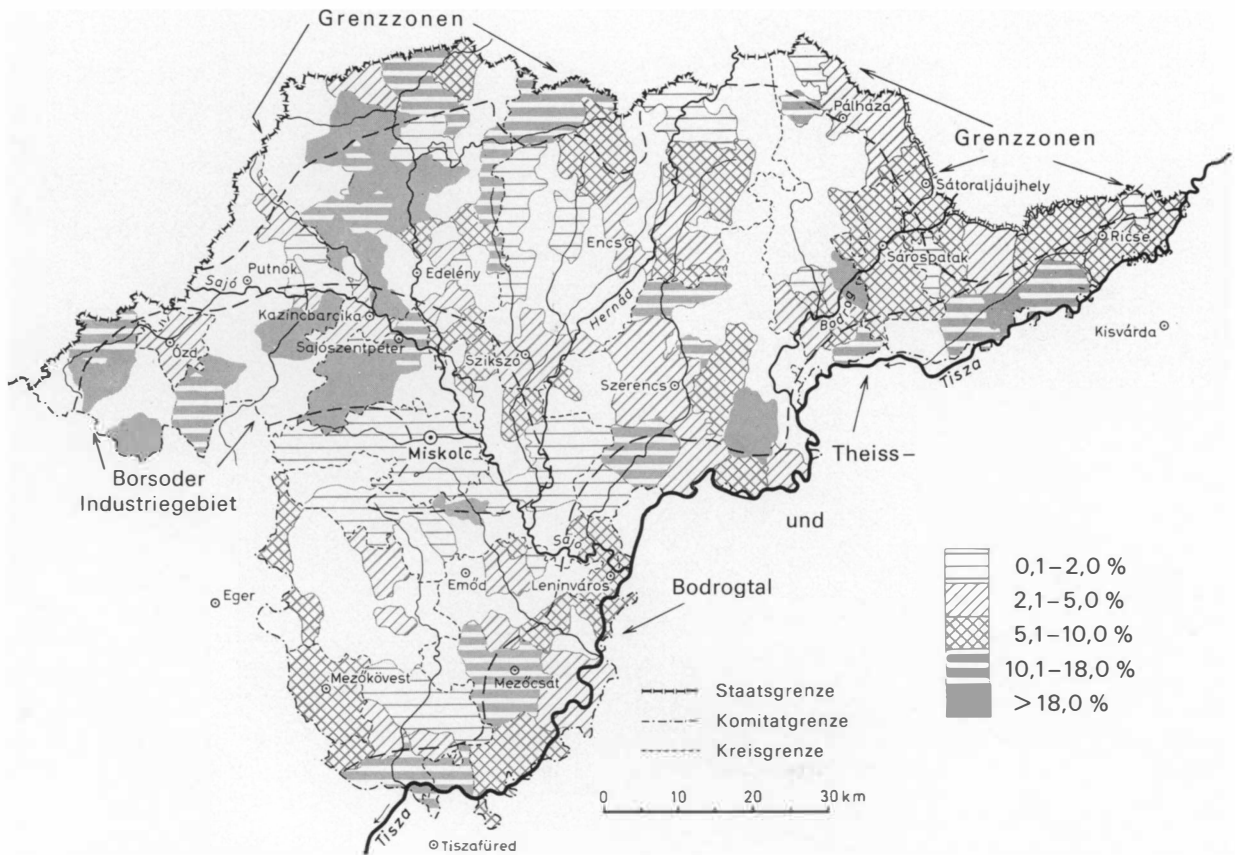 Grenzzonen
Pálháza
Grenzzonen
Sátoraljáujhely
Ricse
Encs
Sárospatak
Putnok
Sajó
Edelény
Hernád
Bodrog
Kazincbarcika
Kisvárda
Ózd
Sajószentpéter
Szikszó
Tisza
Szerencs
Miskolc
Theiss–
Borsoder
Industriegebiet
und
Sajó
Emőd
Leninváros
Bodrogtal
Eger
Mezőkövest
Mezőcsát
0,1–2,0 %
2,1–5,0 %
5,1–10,0 %
10,1–18,0 %
>18,0 %
Staatsgrenze
Komitatgrenze
Kreisgrenze
0 10 20 30 km
Tisza
Tiszafüred